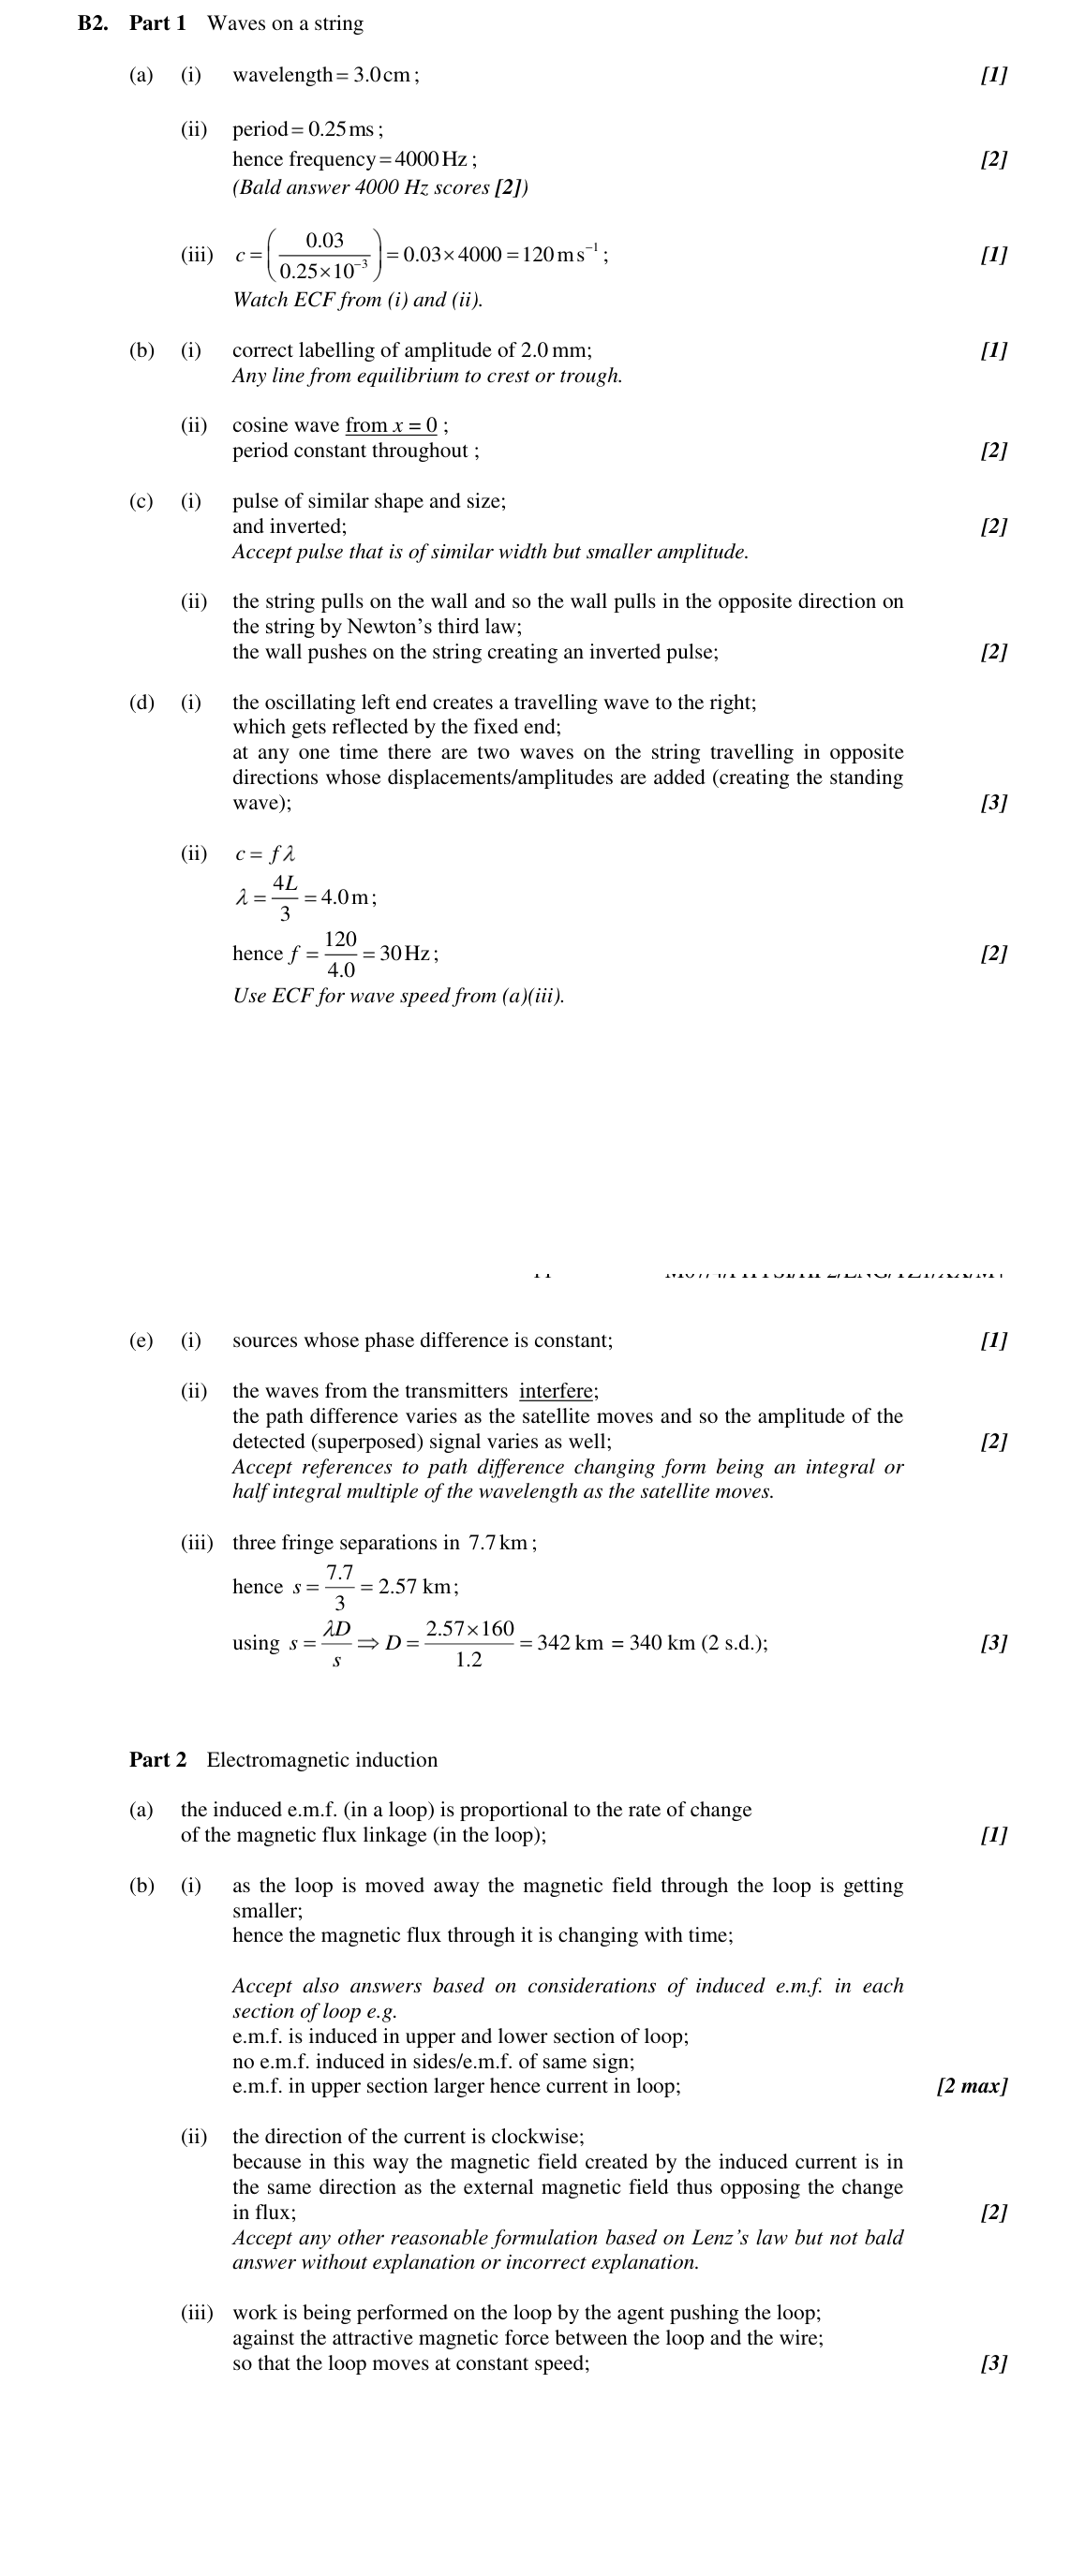 B2. Part 1 Waves on a string
(a) (i) wavelength = 3.0 cm ; [1]
(ii) period = 0.25 ms ;
hence frequency = 4000 Hz ; [2]
(Bald answer 4000 Hz scores [2])
(iii) c = ( 0.03 / 0.25×10⁻³ ) = 0.03 × 4000 = 120 m s⁻¹ ; [1]
Watch ECF from (i) and (ii).
(b) (i) correct labelling of amplitude of 2.0 mm; [1]
Any line from equilibrium to crest or trough.
(ii) cosine wave from x = 0 ;
period constant throughout ; [2]
(c) (i) pulse of similar shape and size;
and inverted; [2]
Accept pulse that is of similar width but smaller amplitude.
(ii) the string pulls on the wall and so the wall pulls in the opposite direction on
the string by Newton's third law;
the wall pushes on the string creating an inverted pulse; [2]
(d) (i) the oscillating left end creates a travelling wave to the right;
which gets reflected by the fixed end;
at any one time there are two waves on the string travelling in opposite
directions whose displacements/amplitudes are added (creating the standing
wave); [3]
(ii) c = fλ
λ = 4L / 3 = 4.0 m ;
hence f = 120 / 4.0 = 30 Hz ; [2]
Use ECF for wave speed from (a)(iii).
(e) (i) sources whose phase difference is constant; [1]
(ii) the waves from the transmitters interfere;
the path difference varies as the satellite moves and so the amplitude of the
detected (superposed) signal varies as well; [2]
Accept references to path difference changing form being an integral or
half integral multiple of the wavelength as the satellite moves.
(iii) three fringe separations in 7.7 km ;
hence s = 7.7 / 3 = 2.57 km;
using s = λD / s ⇒ D = 2.57×160 / 1.2 = 342 km = 340 km (2 s.d.); [3]
Part 2 Electromagnetic induction
(a) the induced e.m.f. (in a loop) is proportional to the rate of change
of the magnetic flux linkage (in the loop); [1]
(b) (i) as the loop is moved away the magnetic field through the loop is getting
smaller;
hence the magnetic flux through it is changing with time;
Accept also answers based on considerations of induced e.m.f. in each
section of loop e.g.
e.m.f. is induced in upper and lower section of loop;
no e.m.f. induced in sides/e.m.f. of same sign;
e.m.f. in upper section larger hence current in loop; [2 max]
(ii) the direction of the current is clockwise;
because in this way the magnetic field created by the induced current is in
the same direction as the external magnetic field thus opposing the change
in flux; [2]
Accept any other reasonable formulation based on Lenz's law but not bald
answer without explanation or incorrect explanation.
(iii) work is being performed on the loop by the agent pushing the loop;
against the attractive magnetic force between the loop and the wire;
so that the loop moves at constant speed; [3]